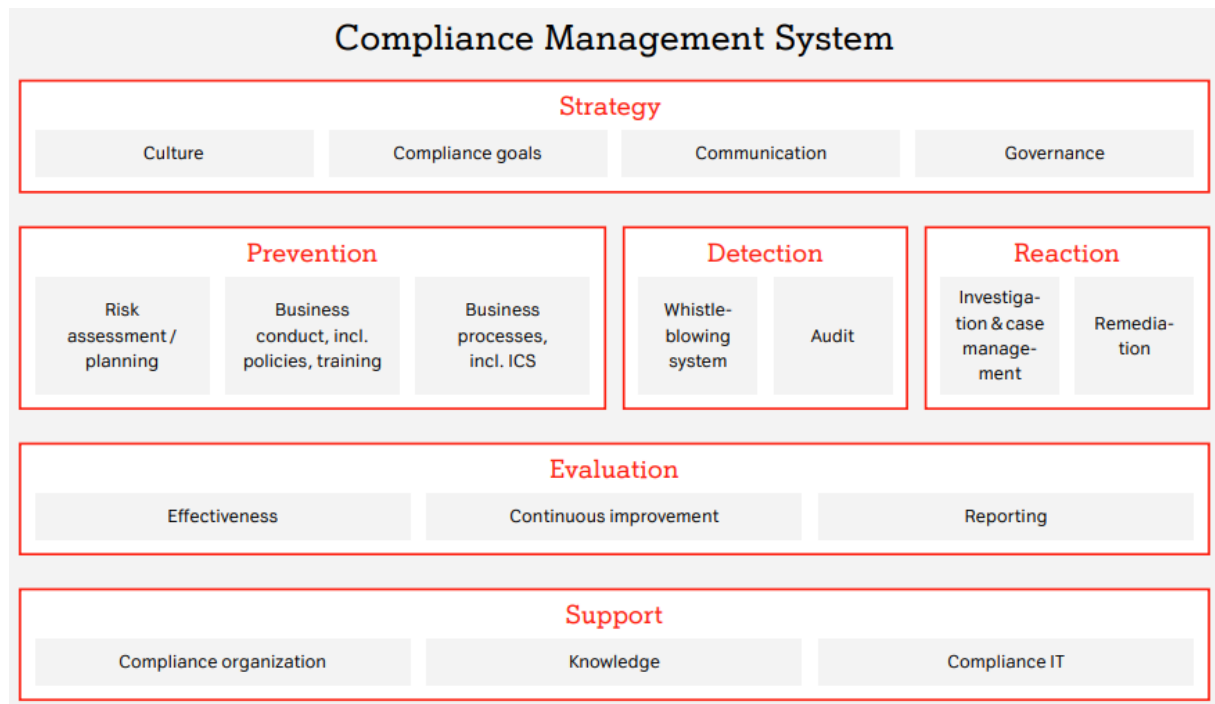 Compliance Management System
Strategy
Culture
Compliance goals
Communication
Governance
Prevention
Risk
assessment /
planning
Business
conduct, incl.
policies, training
Business
processes,
incl. ICS
Detection
Whistle-
blowing
system
Audit
Reaction
Investiga-
tion & case
manage-
ment
Remedia-
tion
Evaluation
Effectiveness
Continuous improvement
Reporting
Support
Compliance organization
Knowledge
Compliance IT